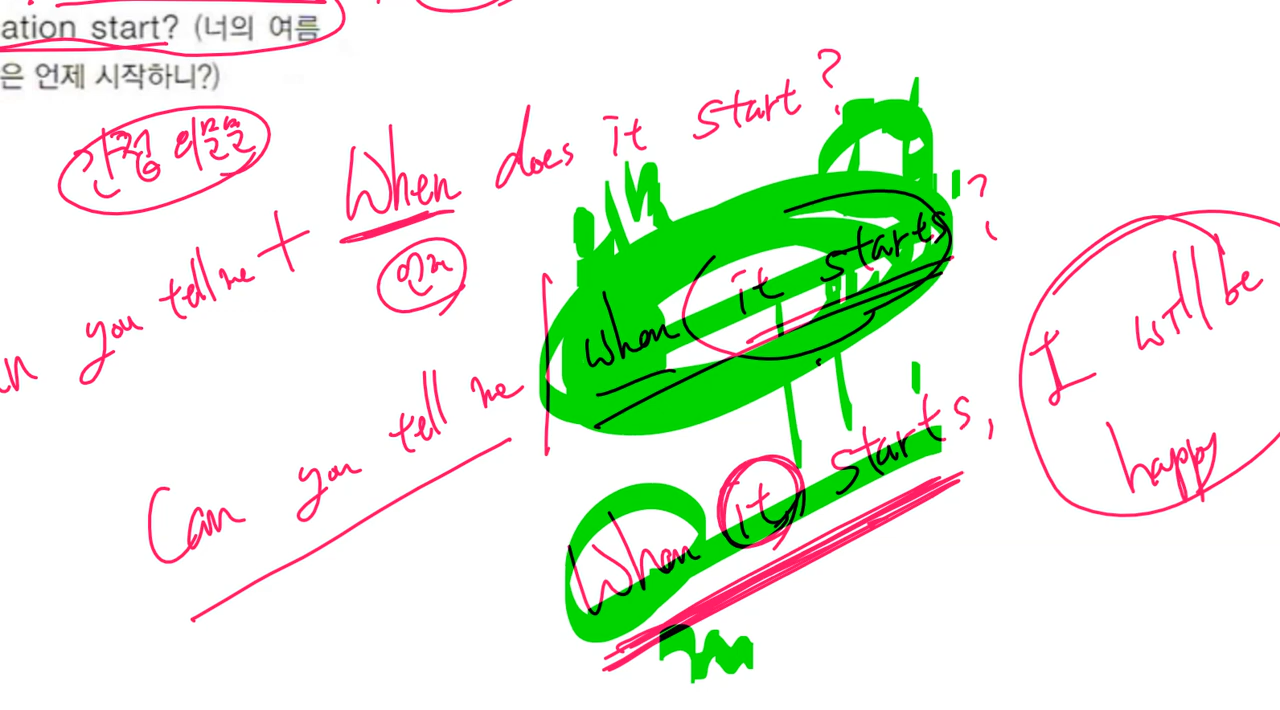 ation start? (너의 여름
은 언제 시작하니?)
간접 의문문
When does it start?
you tell me +
언제
Can you tell me when it starts?
When it starts, I will be happy